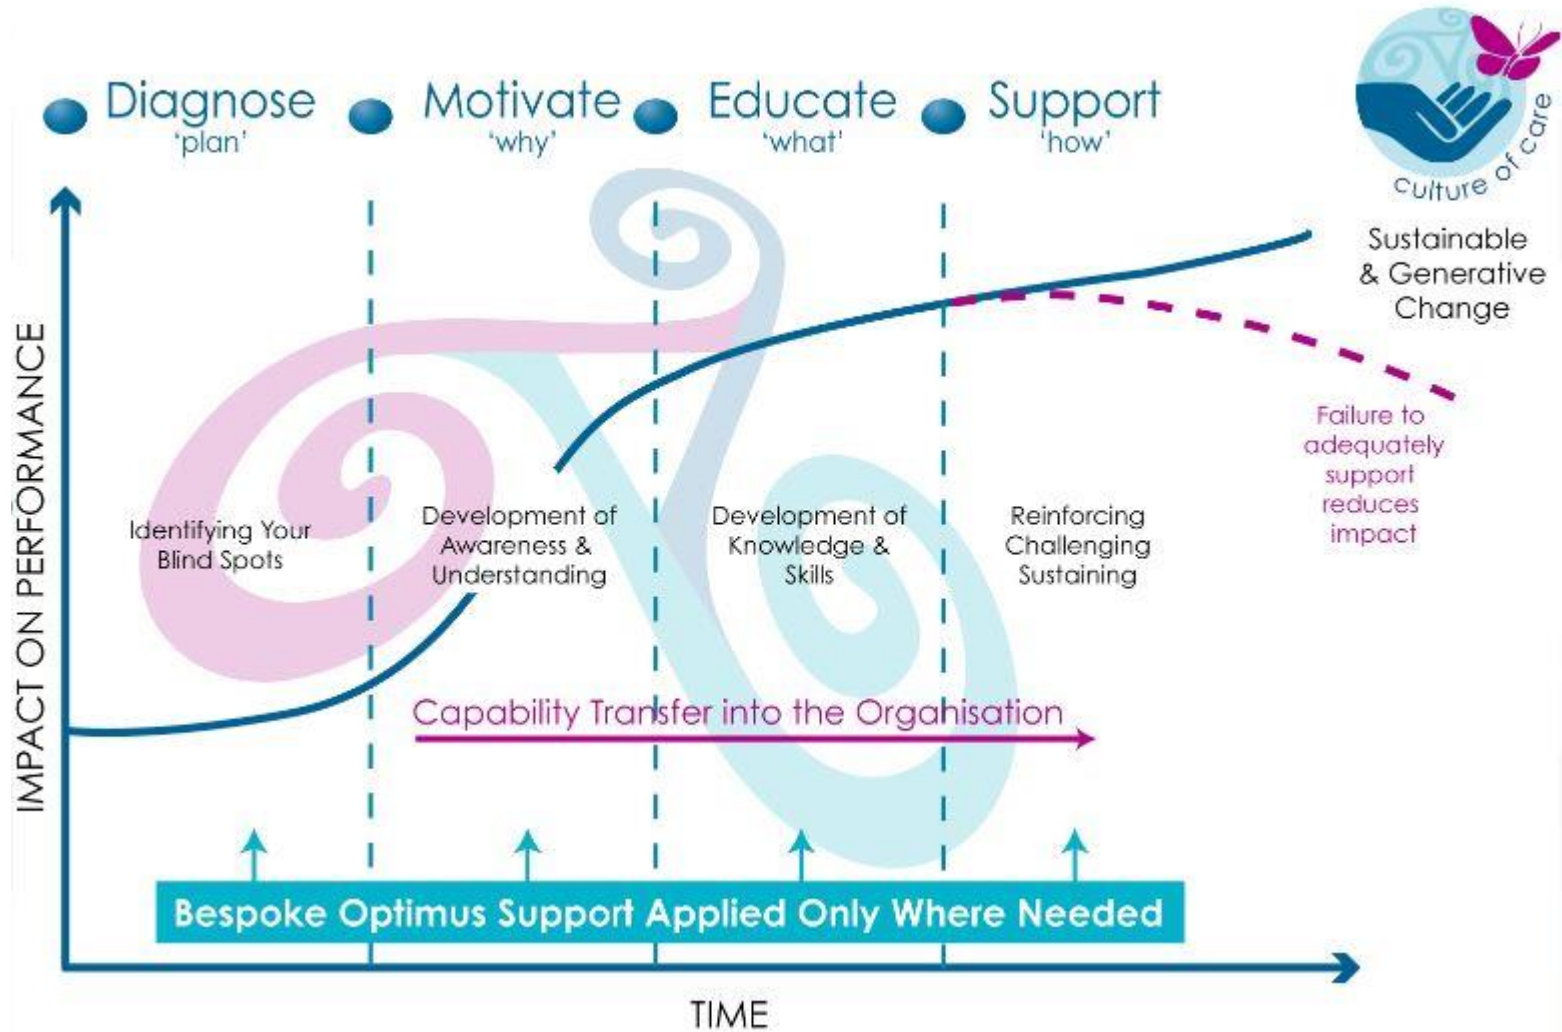 Diagnose
'plan'
Motivate
'why'
Educate
'what'
Support
'how'
culture of care
Sustainable
& Generative
Change
IMPACT ON PERFORMANCE
Identifying Your
Blind Spots
Development of
Awareness &
Understanding
Development of
Knowledge &
Skills
Reinforcing
Challenging
Sustaining
Failure to
adequately
support
reduces
impact
Capability Transfer into the Organisation
Bespoke Optimus Support Applied Only Where Needed
TIME